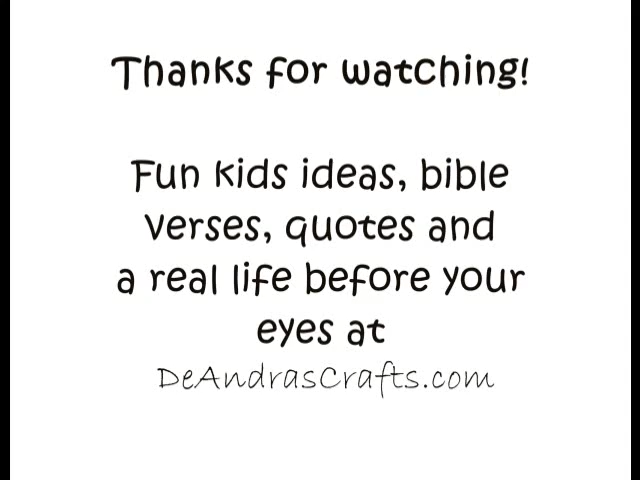 Thanks for watching!
Fun kids ideas, bible
verses, quotes and
a real life before your
eyes at
DeAndrasCrafts.com